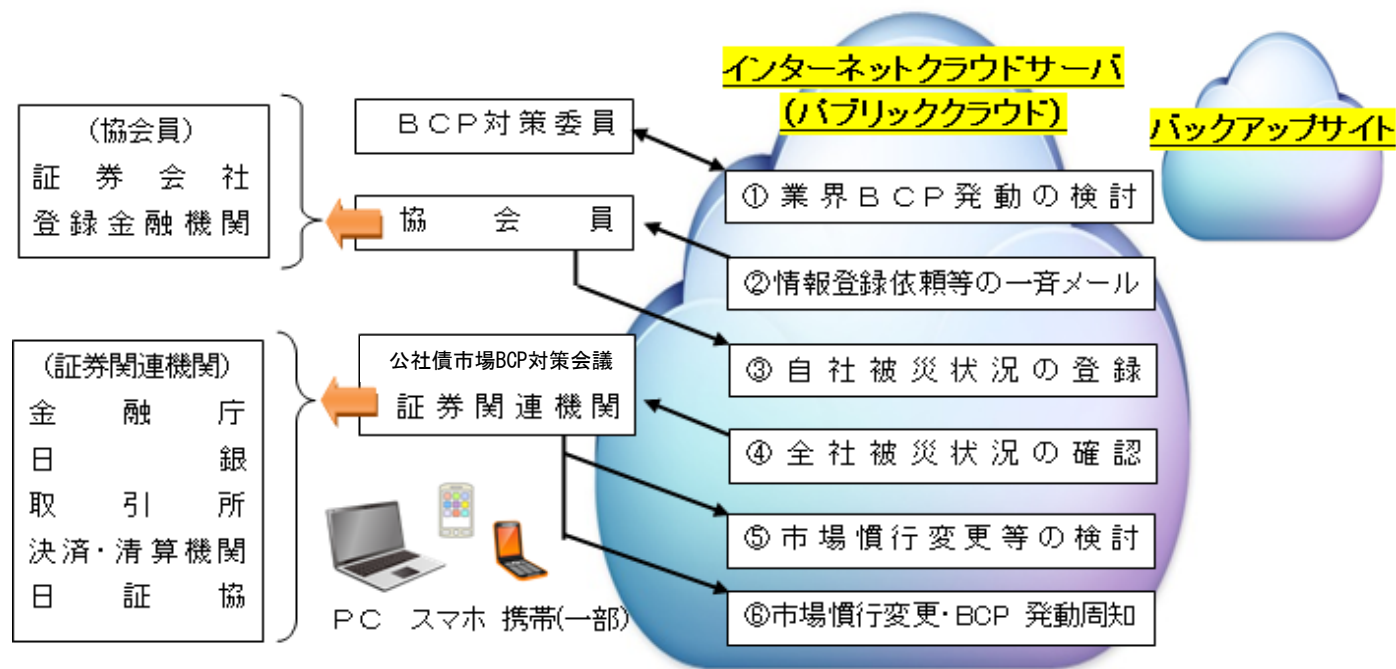 インターネットクラウドサーバ
(パブリッククラウド)
バックアップサイト
(協会員)
証券会社
登録金融機関
BCP対策委員
協会員
①業界BCP発動の検討
②情報登録依頼等の一斉メール
③自社被災状況の登録
④全社被災状況の確認
⑤市場慣行変更等の検討
⑥市場慣行変更・BCP 発動周知
公社債市場BCP対策会議
証券関連機関
(証券関連機関)
金融庁
日銀
取引所
決済・清算機関
日証協
PC スマホ 携帯(一部)